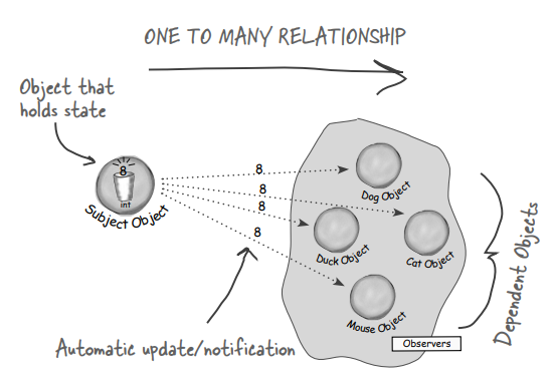 ONE TO MANY RELATIONSHIP
Object that
holds state
8
int
Subject Object
8
8
8
8
Dog Object
Duck Object
Cat Object
Mouse Object
Observers
Dependent Objects
Automatic update/notification